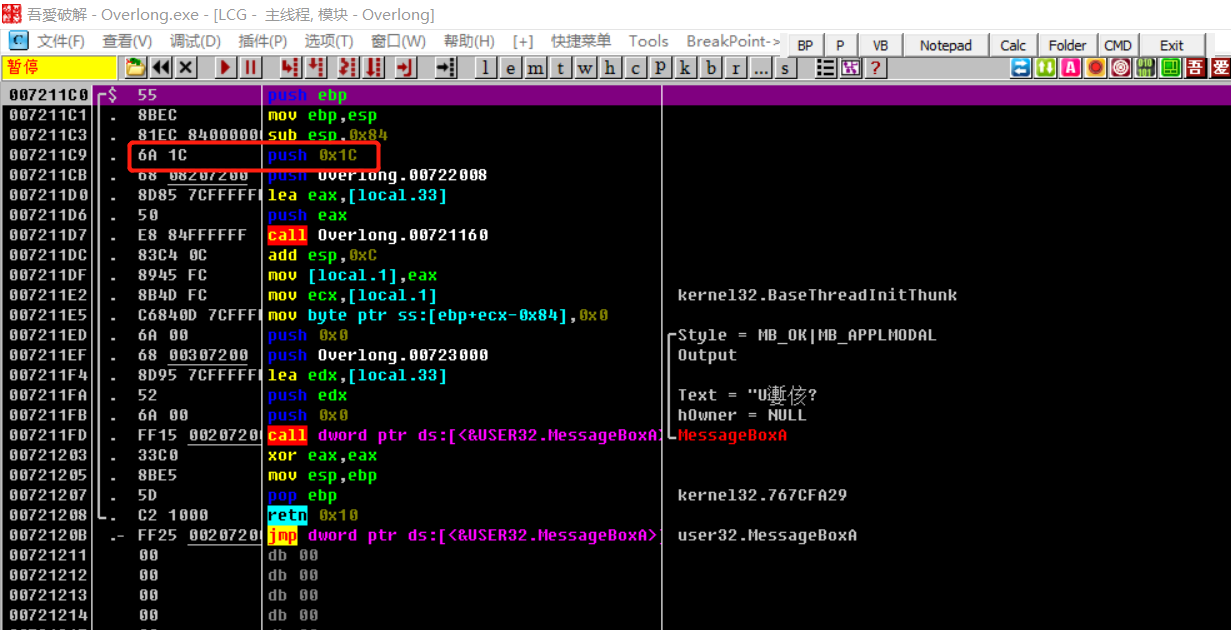 吾愛破解 - Overlong.exe - [LCG - 主线程, 模块 - Overlong]
C 文件(F) 查看(V) 调试(D) 插件(P) 选项(T) 窗口(W) 帮助(H) [+] 快捷菜单 Tools BreakPoint-> BP P VB Notepad Calc Folder CMD Exit
暂停 l e m t w h c P k b r ... s ? A 吾 爱
007211C0 $ 55 push ebp
007211C1 . 8BEC mov ebp,esp
007211C3 . 81EC 84000000 sub esp,0x84
007211C9 . 6A 1C push 0x1C
007211CB . 68 08207200 push Overlong.00722008
007211D0 . 8D85 7CFFFFF lea eax,[local.33]
007211D6 . 50 push eax
007211D7 . E8 84FFFFFF call Overlong.00721160
007211DC . 83C4 0C add esp,0xC
007211DF . 8945 FC mov [local.1],eax
007211E2 . 8B4D FC mov ecx,[local.1] kernel32.BaseThreadInitThunk
007211E5 . C6840D 7CFFF mov byte ptr ss:[ebp+ecx-0x84],0x0
007211ED . 6A 00 push 0x0 Style = MB_OK|MB_APPLMODAL
007211EF . 68 00307200 push Overlong.00723000 Output
007211F4 . 8D95 7CFFFFF lea edx,[local.33]
007211FA . 52 push edx Text = "U嶯侅?
007211FB . 6A 00 push 0x0 hOwner = NULL
007211FD . FF15 0020720 call dword ptr ds:[<&USER32.MessageBoxA> MessageBoxA
00721203 . 33C0 xor eax,eax
00721205 . 8BE5 mov esp,ebp
00721207 . 5D pop ebp kernel32.767CFA29
00721208 . C2 1000 retn 0x10
0072120B .- FF25 0020720 jmp dword ptr ds:[<&USER32.MessageBoxA>] user32.MessageBoxA
00721211 00 db 00
00721212 00 db 00
00721213 00 db 00
00721214 00 db 00